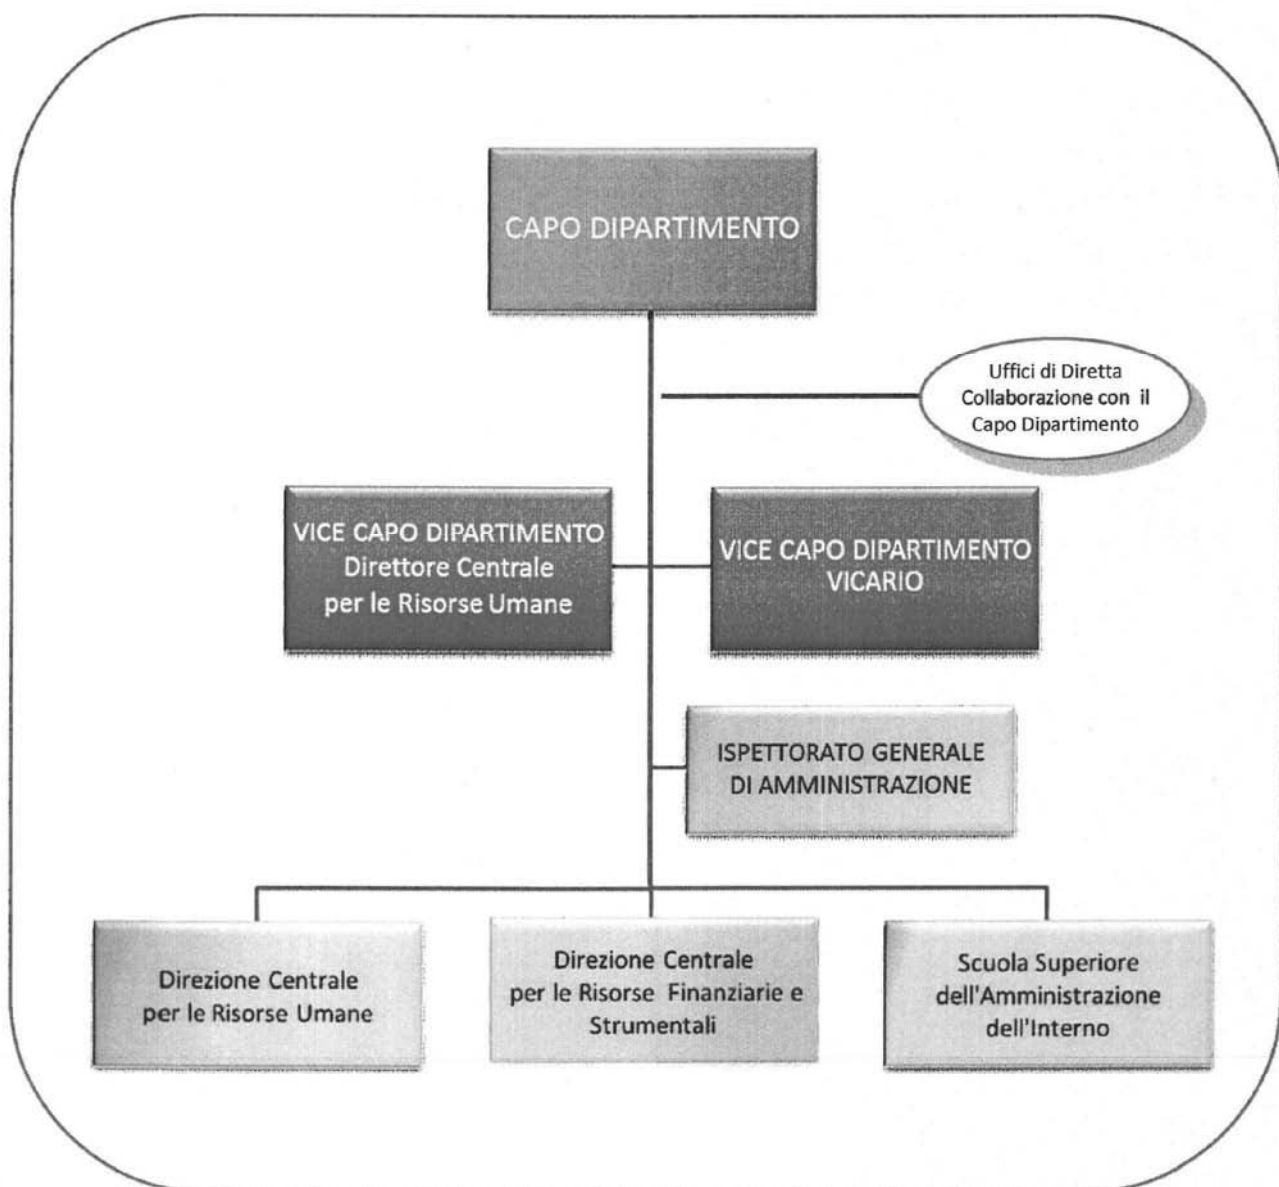 CAPO DIPARTIMENTO
Uffici di Diretta
Collaborazione con il
Capo Dipartimento
VICE CAPO DIPARTIMENTO
Direttore Centrale
per le Risorse Umane
VICE CAPO DIPARTIMENTO
VICARIO
ISPETTORATO GENERALE
DI AMMINISTRAZIONE
Direzione Centrale
per le Risorse Umane
Direzione Centrale
per le Risorse Finanziarie e
Strumentali
Scuola Superiore
dell'Amministrazione
dell'Interno